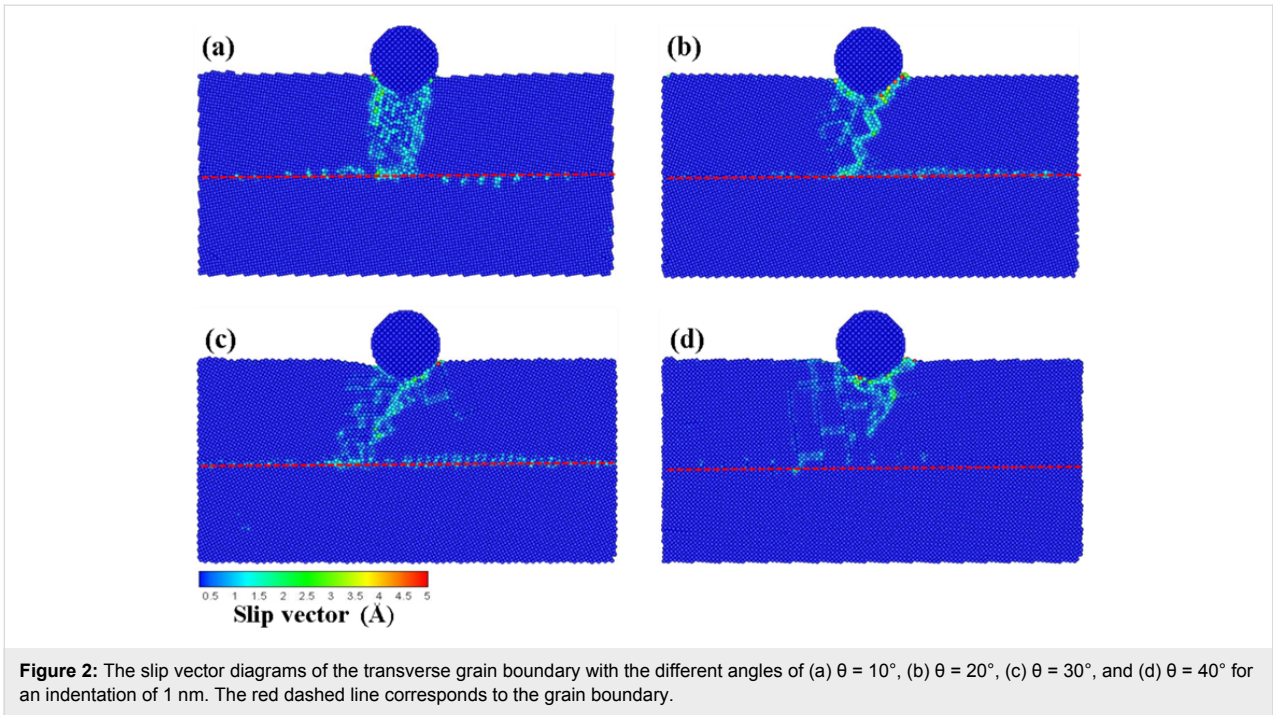 (a)
(b)
(c)
(d)
0.5 1 1.5 2 2.5 3 3.5 4 4.5 5
Slip vector (Å)
Figure 2: The slip vector diagrams of the transverse grain boundary with the different angles of (a) θ = 10°, (b) θ = 20°, (c) θ = 30°, and (d) θ = 40° for
an indentation of 1 nm. The red dashed line corresponds to the grain boundary.